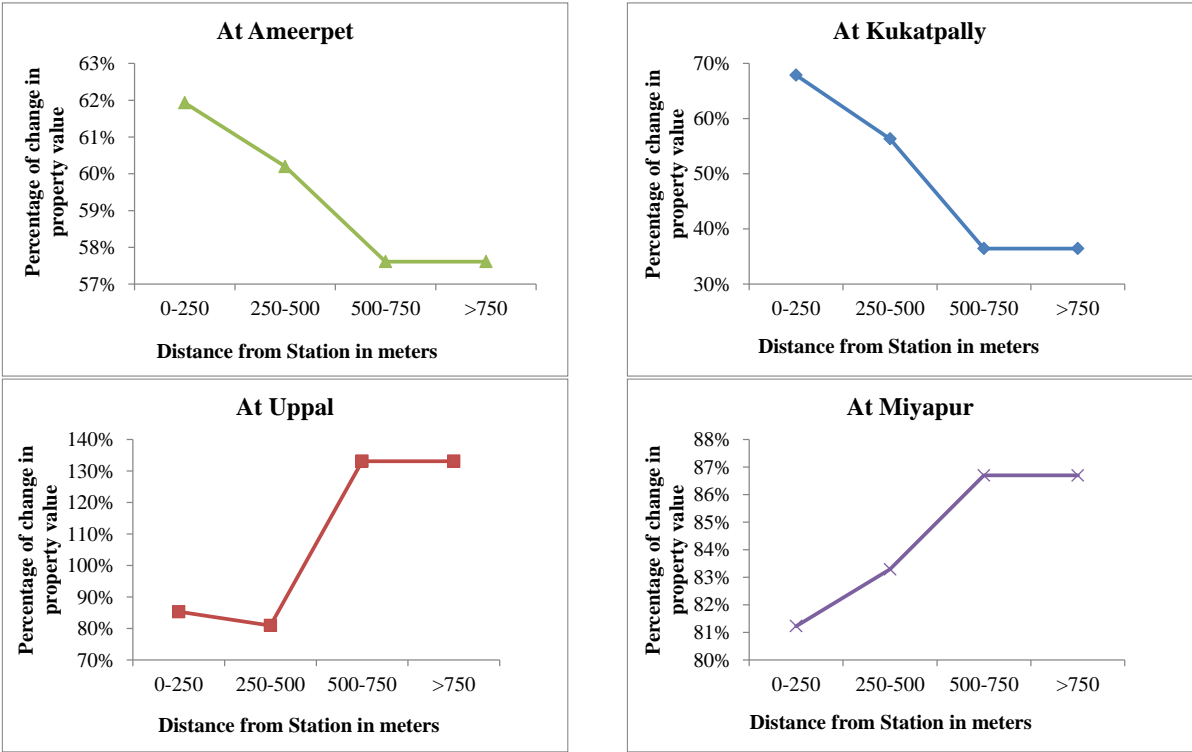 At Ameerpet
Percentage of change in
property value
63%
62%
61%
60%
59%
58%
57%
0-250 250-500 500-750 >750
Distance from Station in meters
At Kukatpally
Percentage of change in
property value
70%
60%
50%
40%
30%
0-250 250-500 500-750 >750
Distance from Station in meters
At Uppal
Percentage of change in
property value
140%
130%
120%
110%
100%
90%
80%
70%
0-250 250-500 500-750 >750
Distance from Station in meters
At Miyapur
Percentage of change in
property value
88%
87%
86%
85%
84%
83%
82%
81%
80%
0-250 250-500 500-750 >750
Distance from Station in meters